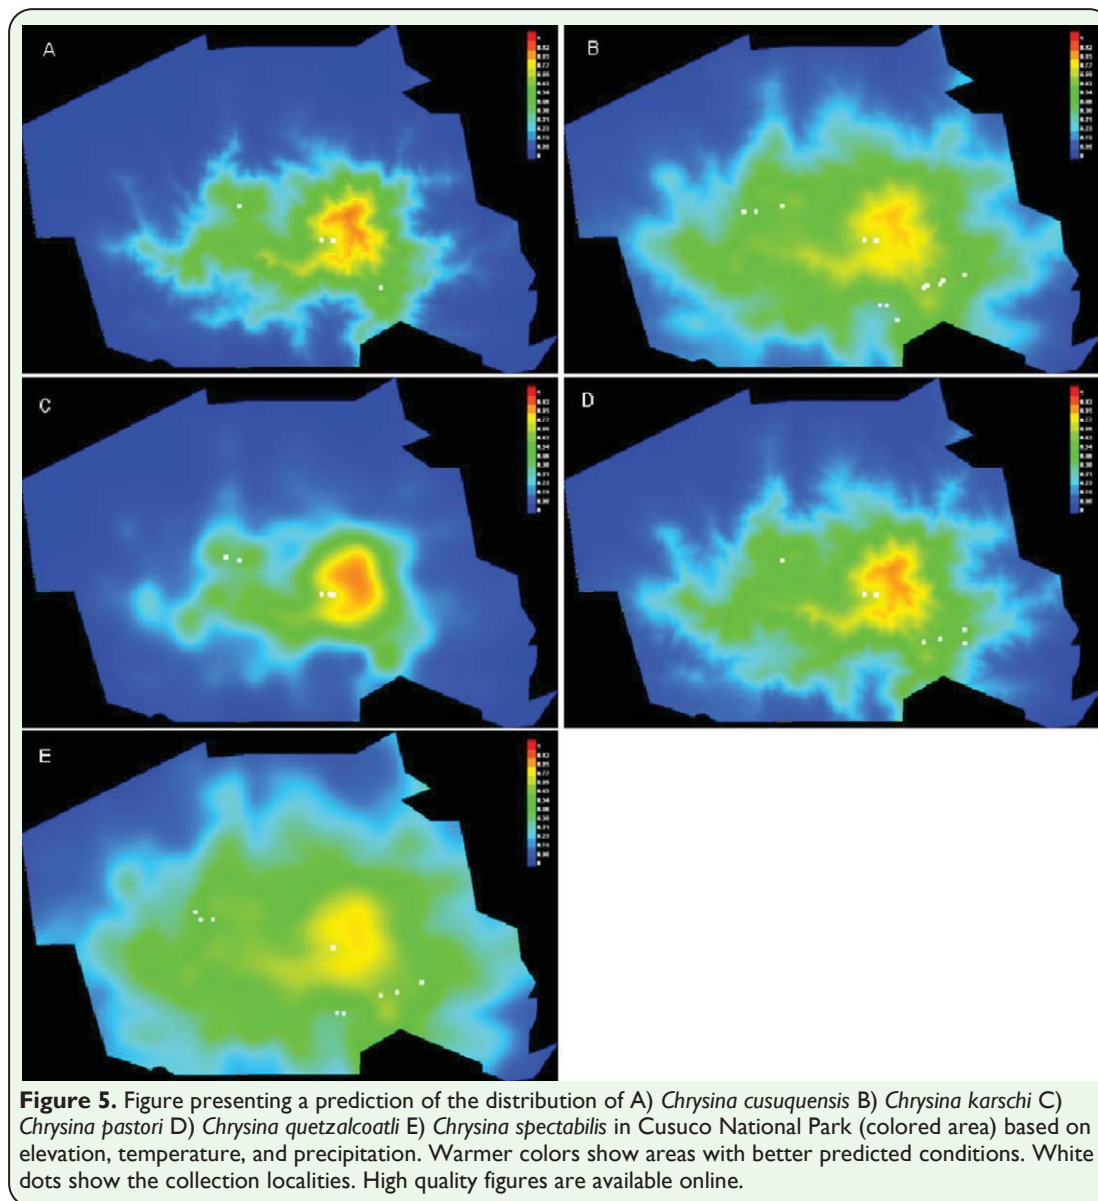 A
B
C
D
E
Figure 5. Figure presenting a prediction of the distribution of A) Chrysina cusuquensis B) Chrysina karschi C)
Chrysina pastori D) Chrysina quetzalcoatli E) Chrysina spectabilis in Cusuco National Park (colored area) based on
elevation, temperature, and precipitation. Warmer colors show areas with better predicted conditions. White
dots show the collection localities. High quality figures are available online.